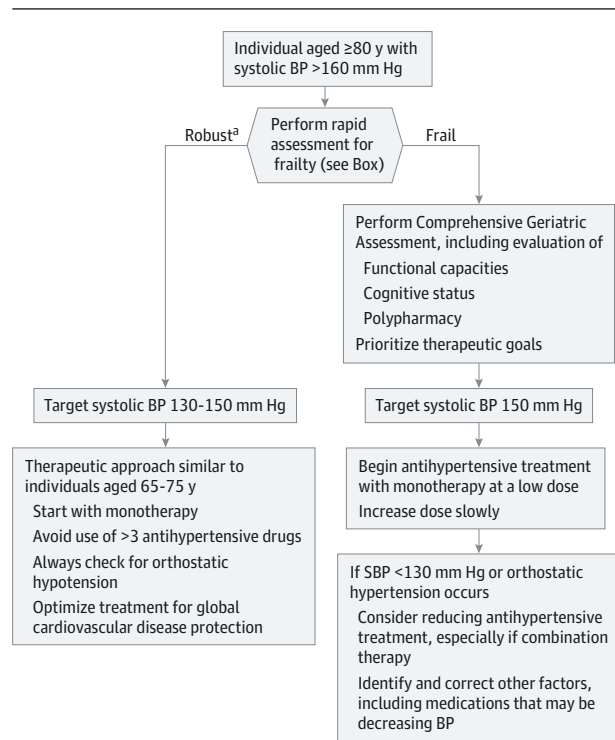 Individual aged ≥80 y with
systolic BP >160 mm Hg
Robustª
Perform rapid
assessment for
frailty (see Box)
Frail
Perform Comprehensive Geriatric
Assessment, including evaluation of
Functional capacities
Cognitive status
Polypharmacy
Prioritize therapeutic goals
Target systolic BP 130-150 mm Hg
Target systolic BP 150 mm Hg
Therapeutic approach similar to
individuals aged 65-75 y
Start with monotherapy
Avoid use of >3 antihypertensive drugs
Always check for orthostatic
hypotension
Optimize treatment for global
cardiovascular disease protection
Begin antihypertensive treatment
with monotherapy at a low dose
Increase dose slowly
If SBP <130 mm Hg or orthostatic
hypertension occurs
Consider reducing antihypertensive
treatment, especially if combination
therapy
Identify and correct other factors,
including medications that may be
decreasing BP